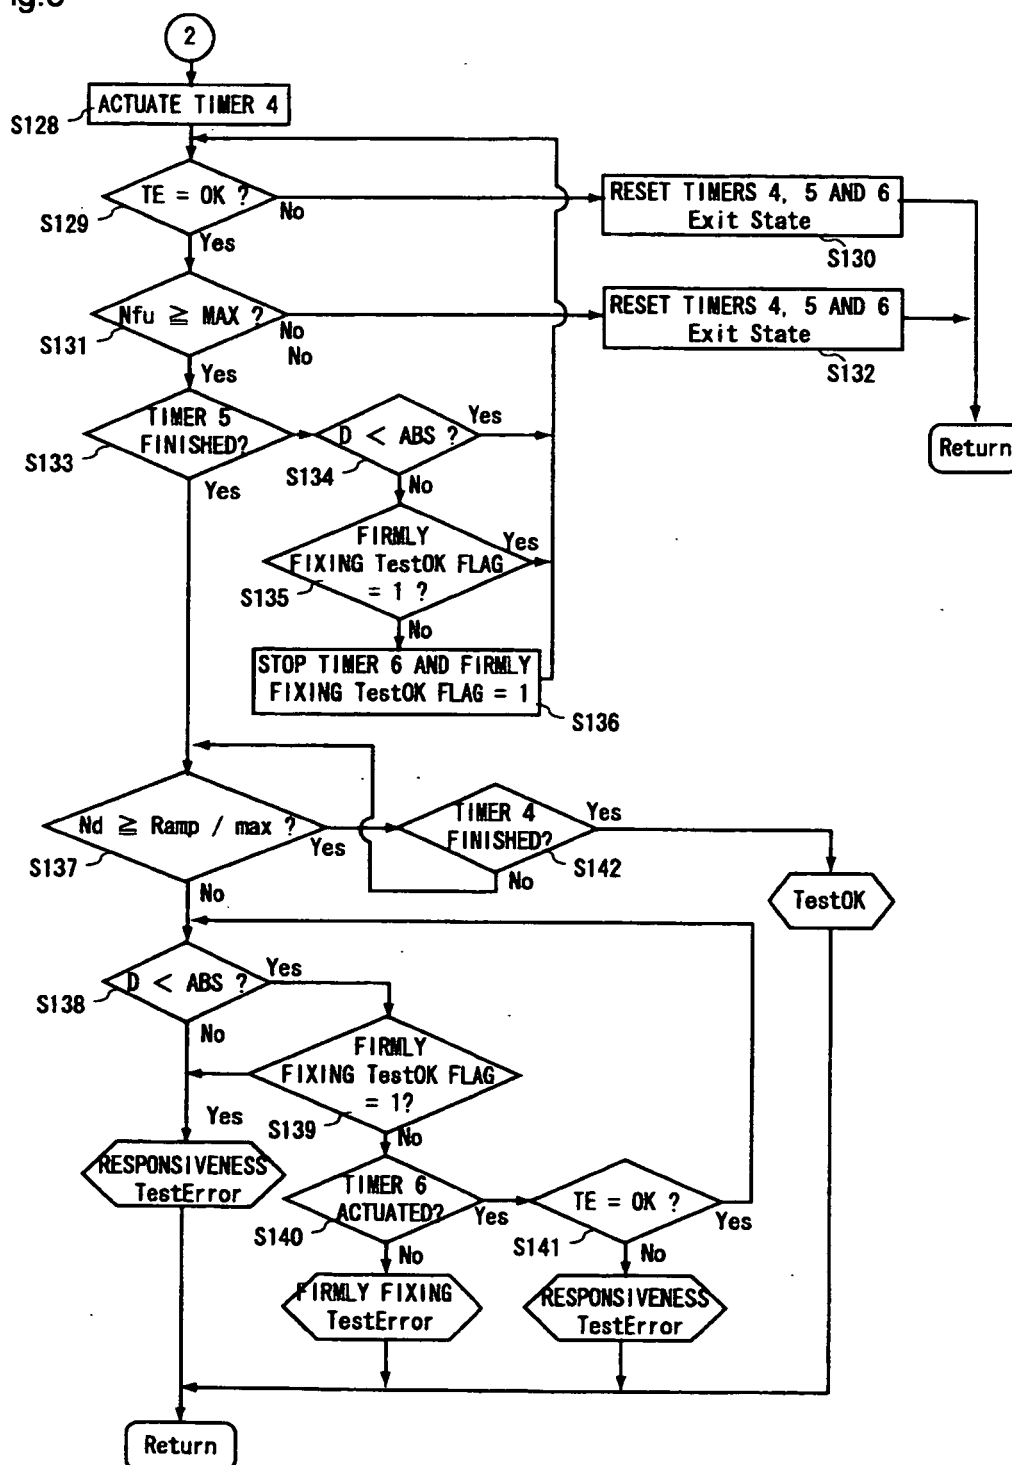 2
ACTUATE TIMER 4
S128
TE = OK ?
No
S129
Yes
RESET TIMERS 4, 5 AND 6
Exit State
S130
Nfu ≧ MAX ?
No
No
S131
Yes
RESET TIMERS 4, 5 AND 6
Exit State
S132
Return
TIMER 5
FINISHED?
S133
Yes
D < ABS ?
Yes
S134
No
FIRMLY
FIXING TestOK FLAG
= 1 ?
Yes
S135
No
STOP TIMER 6 AND FIRMLY
FIXING TestOK FLAG = 1
S136
Nd ≧ Ramp / max ?
Yes
S137
No
TIMER 4
FINISHED?
Yes
S142
No
TestOK
D < ABS ?
Yes
S138
No
FIRMLY
FIXING TestOK FLAG
= 1?
S139
Yes
No
RESPONSIVENESS
TestError
TIMER 6
ACTUATED?
Yes
S140
No
TE = OK ?
Yes
S141
No
FIRMLY FIXING
TestError
RESPONSIVENESS
TestError
Return